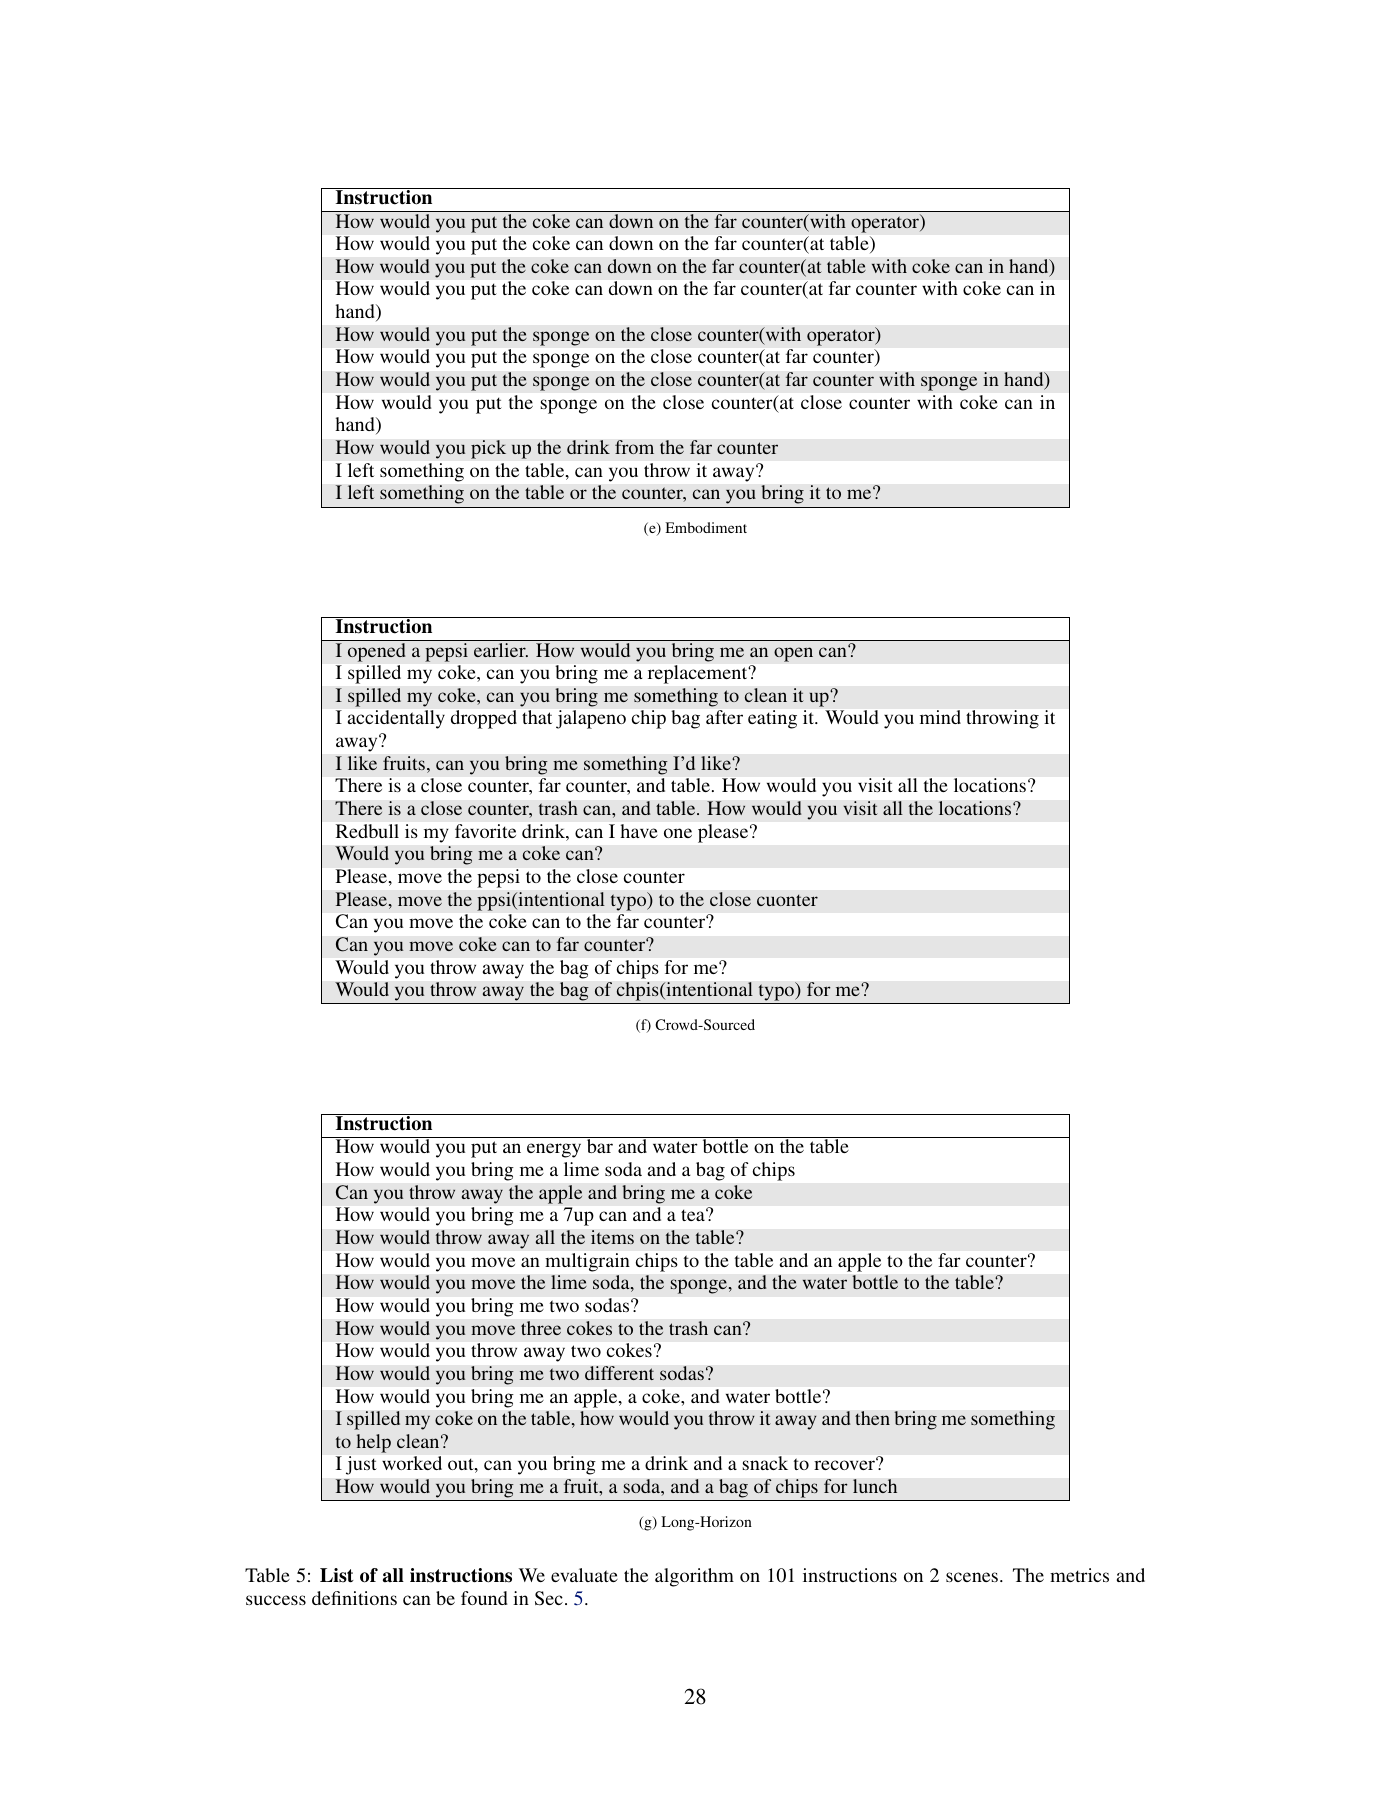 Instruction
How would you put the coke can down on the far counter(with operator)
How would you put the coke can down on the far counter(at table)
How would you put the coke can down on the far counter(at table with coke can in hand)
How would you put the coke can down on the far counter(at far counter with coke can in
hand)
How would you put the sponge on the close counter(with operator)
How would you put the sponge on the close counter(at far counter)
How would you put the sponge on the close counter(at far counter with sponge in hand)
How would you put the sponge on the close counter(at close counter with coke can in
hand)
How would you pick up the drink from the far counter
I left something on the table, can you throw it away?
I left something on the table or the counter, can you bring it to me?
(e) Embodiment
Instruction
I opened a pepsi earlier. How would you bring me an open can?
I spilled my coke, can you bring me a replacement?
I spilled my coke, can you bring me something to clean it up?
I accidentally dropped that jalapeno chip bag after eating it. Would you mind throwing it
away?
I like fruits, can you bring me something I'd like?
There is a close counter, far counter, and table. How would you visit all the locations?
There is a close counter, trash can, and table. How would you visit all the locations?
Redbull is my favorite drink, can I have one please?
Would you bring me a coke can?
Please, move the pepsi to the close counter
Please, move the ppsi(intentional typo) to the close cuonter
Can you move the coke can to the far counter?
Can you move coke can to far counter?
Would you throw away the bag of chips for me?
Would you throw away the bag of chpis(intentional typo) for me?
(f) Crowd-Sourced
Instruction
How would you put an energy bar and water bottle on the table
How would you bring me a lime soda and a bag of chips
Can you throw away the apple and bring me a coke
How would you bring me a 7up can and a tea?
How would throw away all the items on the table?
How would you move an multigrain chips to the table and an apple to the far counter?
How would you move the lime soda, the sponge, and the water bottle to the table?
How would you bring me two sodas?
How would you move three cokes to the trash can?
How would you throw away two cokes?
How would you bring me two different sodas?
How would you bring me an apple, a coke, and water bottle?
I spilled my coke on the table, how would you throw it away and then bring me something
to help clean?
I just worked out, can you bring me a drink and a snack to recover?
How would you bring me a fruit, a soda, and a bag of chips for lunch
(g) Long-Horizon
Table 5: List of all instructions We evaluate the algorithm on 101 instructions on 2 scenes. The metrics and
success definitions can be found in Sec. 5.
28